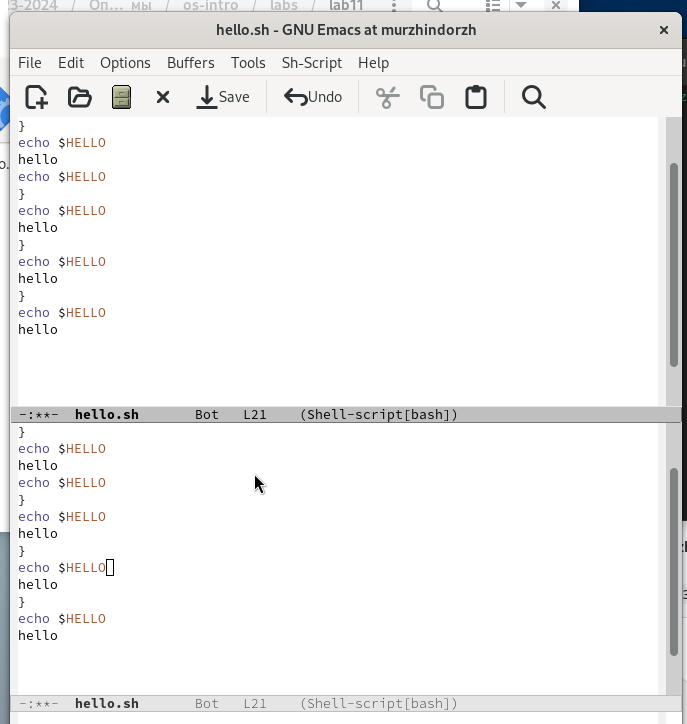 3-2024 / Оп... мы / os-intro / labs / lab11
hello.sh - GNU Emacs at murzhindorzh
File Edit Options Buffers Tools Sh-Script Help
Save Undo
}
echo $HELLO
hello
echo $HELLO
}
echo $HELLO
hello
}
echo $HELLO
hello
}
echo $HELLO
hello
-:**- hello.sh Bot L21 (Shell-script[bash])
}
echo $HELLO
hello
echo $HELLO
}
echo $HELLO
hello
}
echo $HELLO
hello
}
echo $HELLO
hello
-:**- hello.sh Bot L21 (Shell-script[bash])